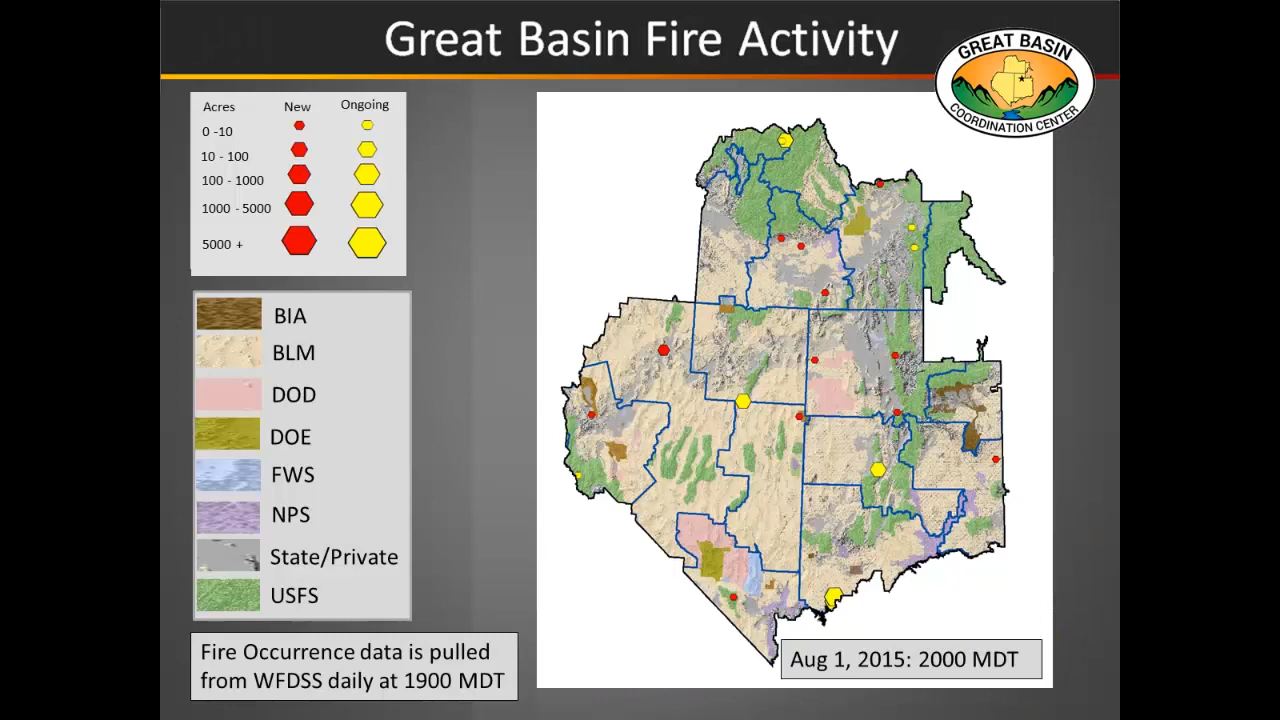 Great Basin Fire Activity
GREAT BASIN
COORDINATION CENTER
Acres New Ongoing
0 -10
10 - 100
100 - 1000
1000 - 5000
5000 +
BIA
BLM
DOD
DOE
FWS
NPS
State/Private
USFS
Fire Occurrence data is pulled
from WFDSS daily at 1900 MDT
Aug 1, 2015: 2000 MDT